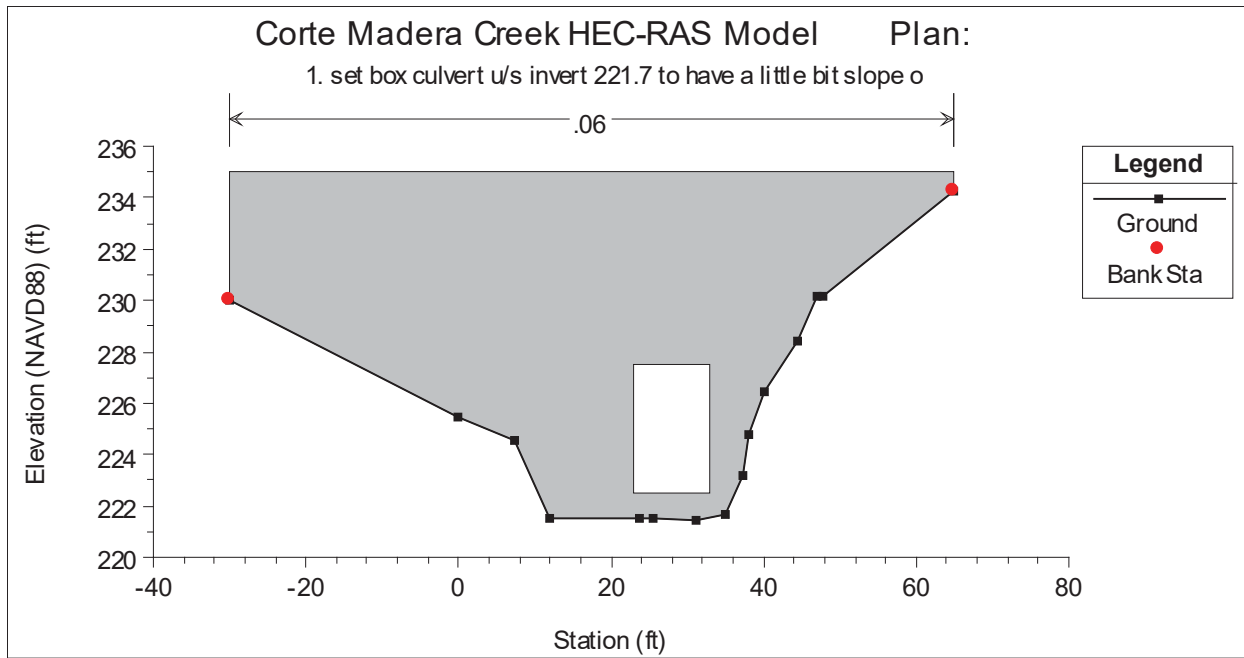 Corte Madera Creek HEC-RAS Model Plan:
1. set box culvert u/s invert 221.7 to have a little bit slope o
.06
236
234
232
230
228
226
224
222
220
Elevation (NAVD88) (ft)
-40
-20
0
20
40
60
80
Station (ft)
Legend
Ground
Bank Sta